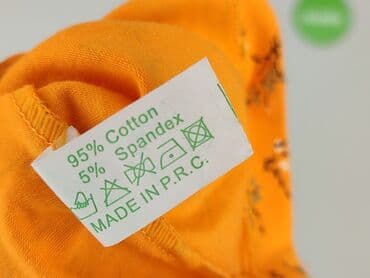 95% Cotton
5% Spandex
MADE IN P.R.C.